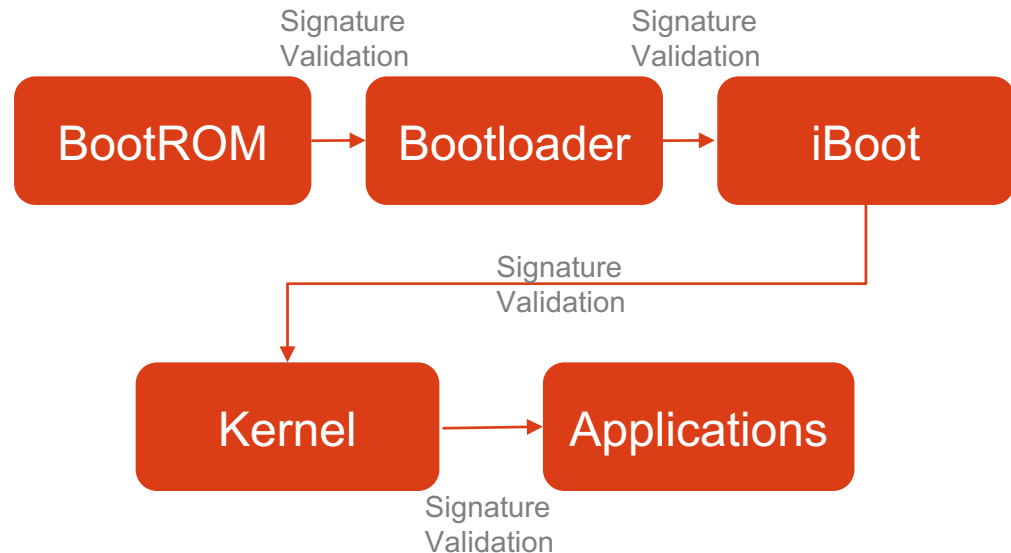 Signature
Validation
Signature
Validation
BootROM
Bootloader
iBoot
Signature
Validation
Kernel
Applications
Signature
Validation